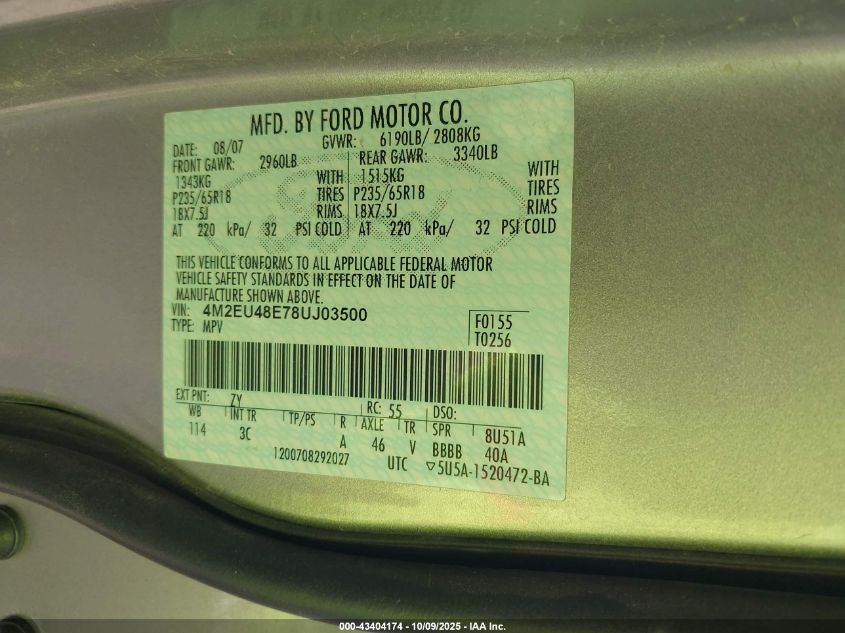 MFD. BY FORD MOTOR CO.
DATE: 08/07 GVWR: 6190LB/ 2808KG
FRONT GAWR: 2960LB REAR GAWR: 3340LB
1343KG WITH 1515KG WITH
P235/65R18 TIRES P235/65R18 TIRES
18X7.5J RIMS 18X7.5J RIMS
AT 220 kPa/ 32 PSI COLD AT 220 kPa/ 32 PSI COLD
THIS VEHICLE CONFORMS TO ALL APPLICABLE FEDERAL MOTOR
VEHICLE SAFETY STANDARDS IN EFFECT ON THE DATE OF
MANUFACTURE SHOWN ABOVE.
VIN: 4M2EU48E78UJ03500
TYPE: MPV
F0155
T0256
EXT PNT: ZY RC: 55 DSO:
WB INT TR TP/PS R AXLE TR SPR 8U51A
114 3C A 46 V BBBB 40A
1200708292027 UTC ▽5U5A-1520472-BA
000-43404174 - 10/09/2025 - IAA Inc.